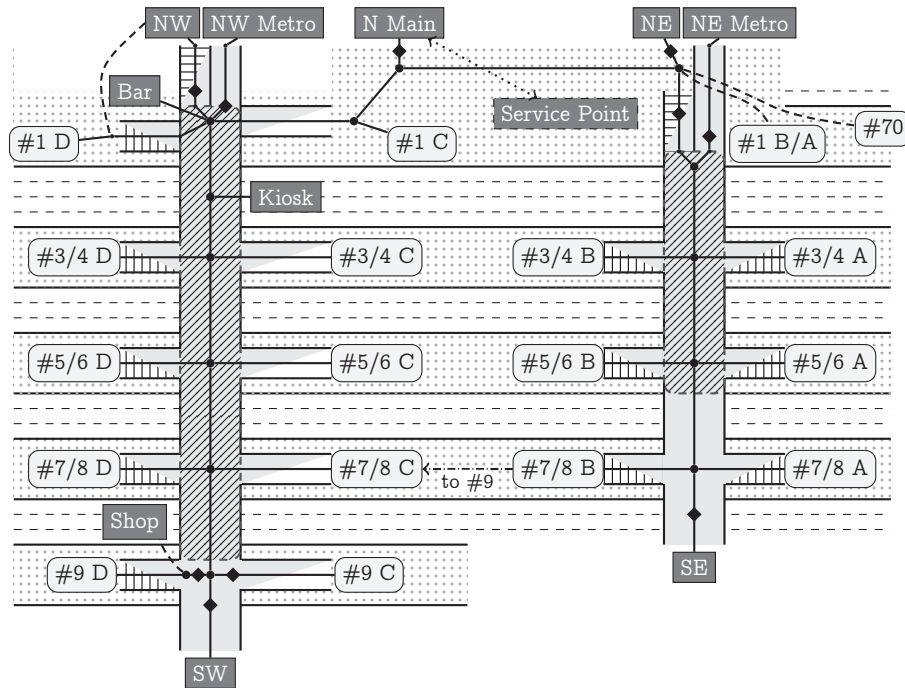 NW
NW Metro
N Main
NE
NE Metro
Bar
Service Point
#1 D
#1 C
#1 B/A
#70
Kiosk
#3/4 D
#3/4 C
#3/4 B
#3/4 A
#5/6 D
#5/6 C
#5/6 B
#5/6 A
#7/8 D
#7/8 C
to #9
#7/8 B
#7/8 A
Shop
#9 D
#9 C
SE
SW